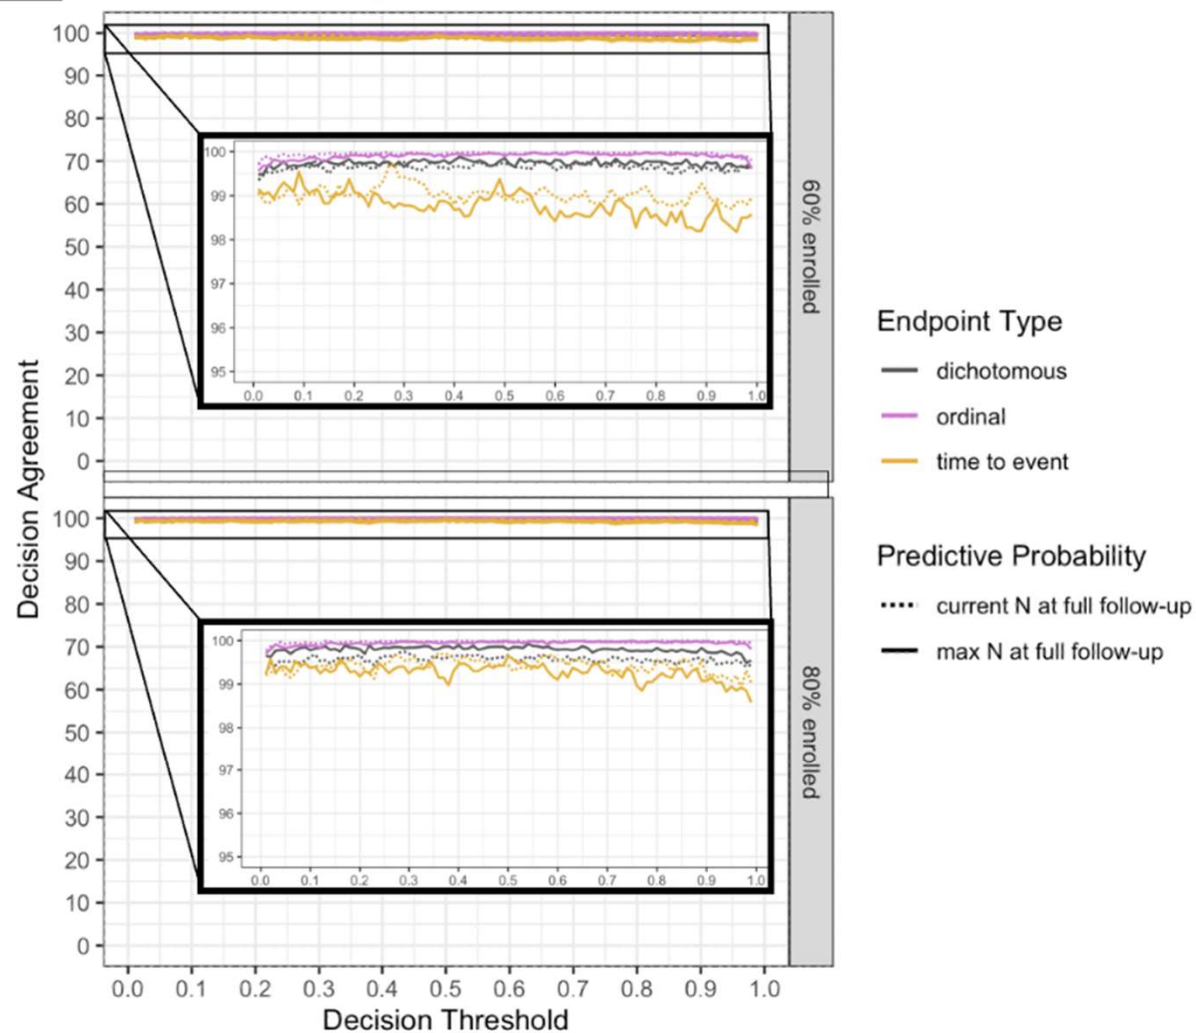 Decision Agreement
100
90
80
70
60
50
40
30
20
10
0
100
99
98
97
96
95
0.0 0.1 0.2 0.3 0.4 0.5 0.6 0.7 0.8 0.9 1.0
60% enrolled
100
90
80
70
60
50
40
30
20
10
0
100
99
98
97
96
95
0.0 0.1 0.2 0.3 0.4 0.5 0.6 0.7 0.8 0.9 1.0
80% enrolled
0.0 0.1 0.2 0.3 0.4 0.5 0.6 0.7 0.8 0.9 1.0
Decision Threshold
Endpoint Type
dichotomous
ordinal
time to event
Predictive Probability
current N at full follow-up
max N at full follow-up